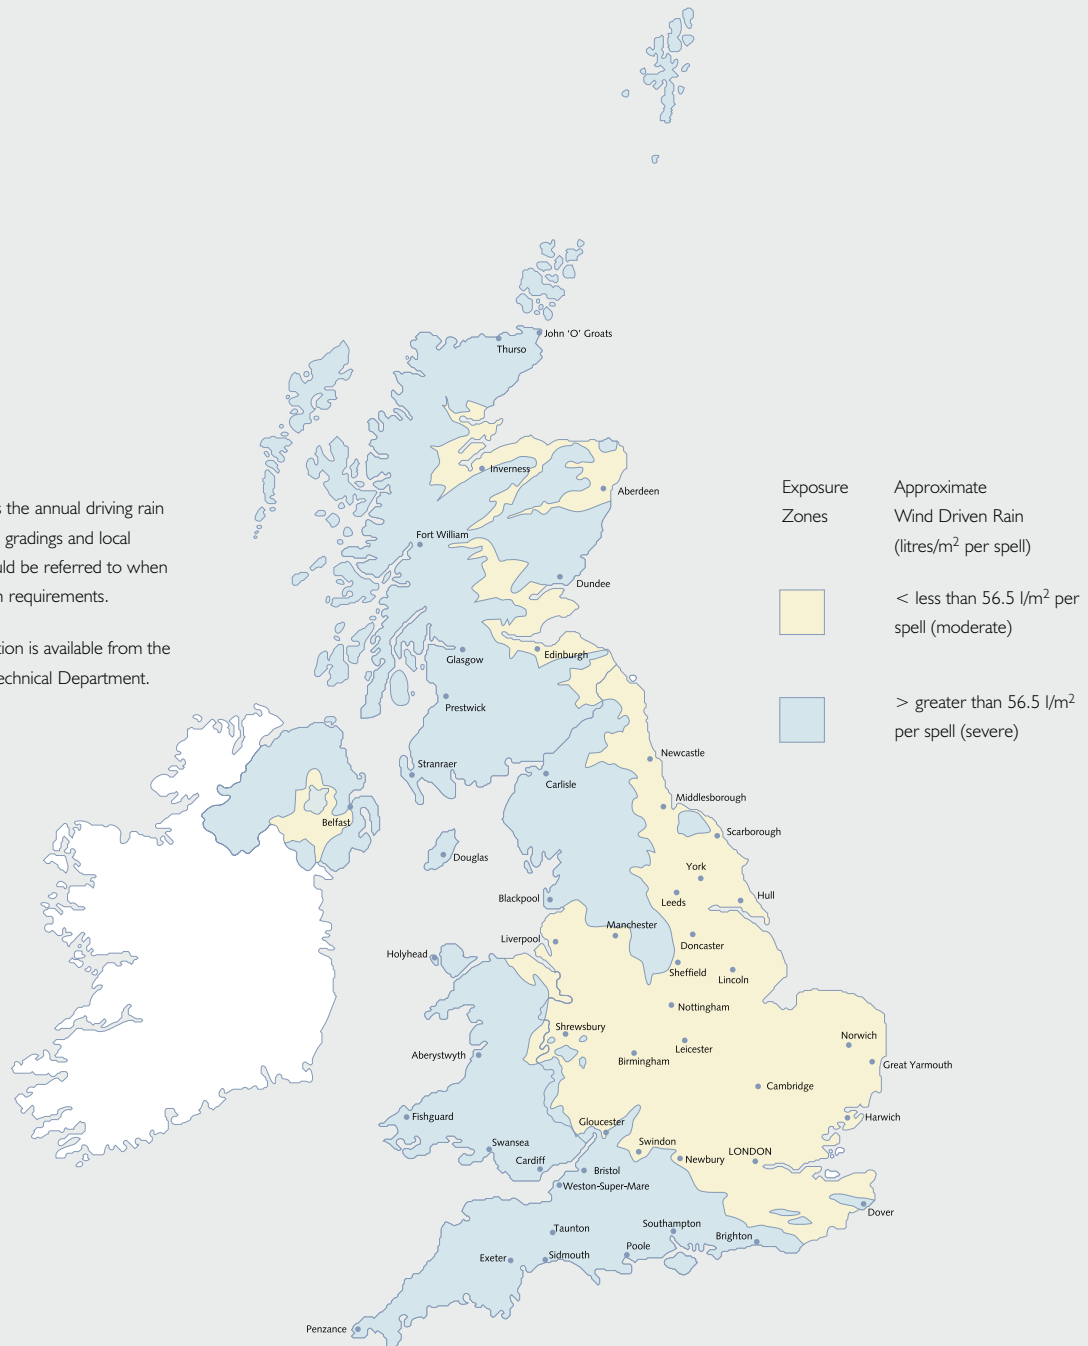 John ‘O’ Groats
Thurso
Inverness
Aberdeen
s the annual driving rain
gradings and local
uld be referred to when
n requirements.
tion is available from the
echnical Department.
Fort William
Dundee
Glasgow
Edinburgh
Prestwick
Stranraer
Carlisle
Newcastle
Middlesborough
Scarborough
Belfast
Douglas
York
Leeds
Hull
Blackpool
Manchester
Liverpool
Doncaster
Holyhead
Sheffield
Lincoln
Nottingham
Shrewsbury
Norwich
Leicester
Birmingham
Aberystwyth
Great Yarmouth
Cambridge
Fishguard
Harwich
Gloucester
Swansea
Swindon
LONDON
Newbury
Cardiff
Bristol
Weston-Super-Mare
Dover
Taunton
Southampton
Brighton
Poole
Exeter
Sidmouth
Penzance
Exposure
Zones
Approximate
Wind Driven Rain
(litres/m² per spell)
< less than 56.5 l/m² per
spell (moderate)
> greater than 56.5 l/m²
per spell (severe)